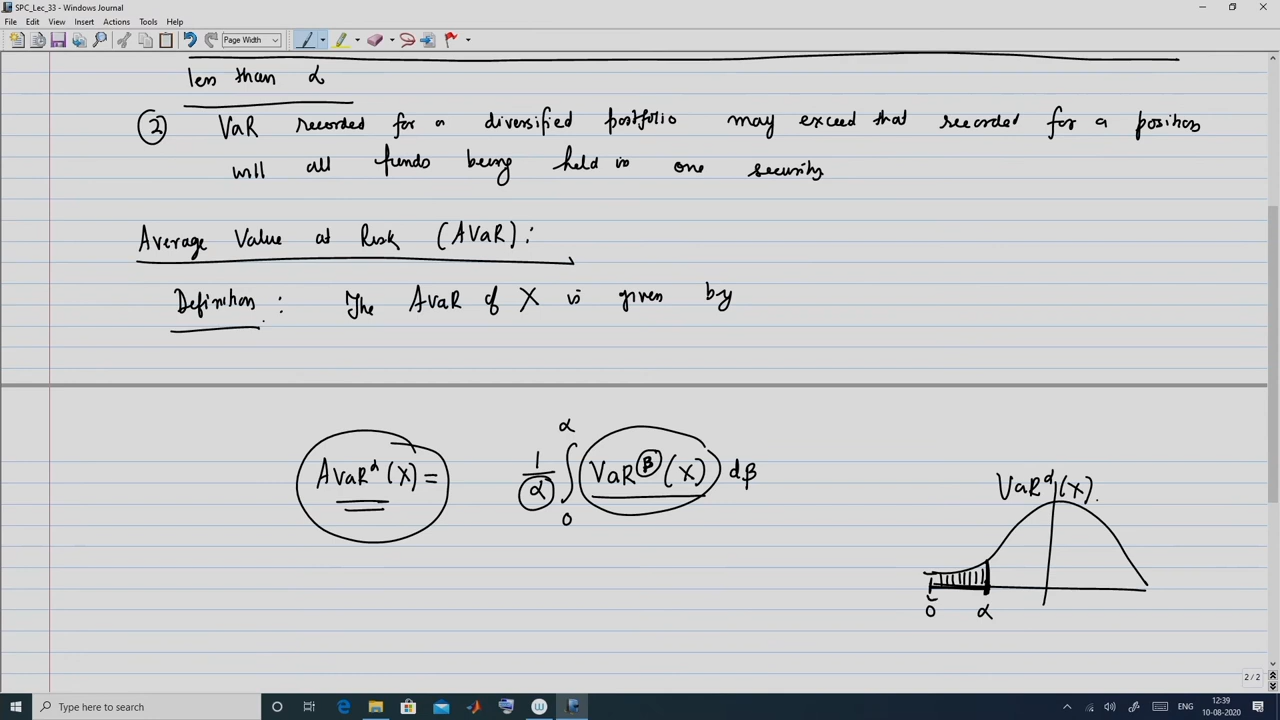 SPC_Lec_33 - Windows Journal
File Edit View Insert Actions Tools Help
Page Width
less than α
② VaR recorded for a diversified portfolio may exceed that recorded for a position
will all funds being held in one security
Average Value at Risk (AVaR):
Definition: The AVaR of X is given by
AVaR^α(X) = 1/α ∫_0^α VaR^β(X) dβ
VaR^α(X).
0 α
2/2
Type here to search
ENG
12:39
10-08-2020